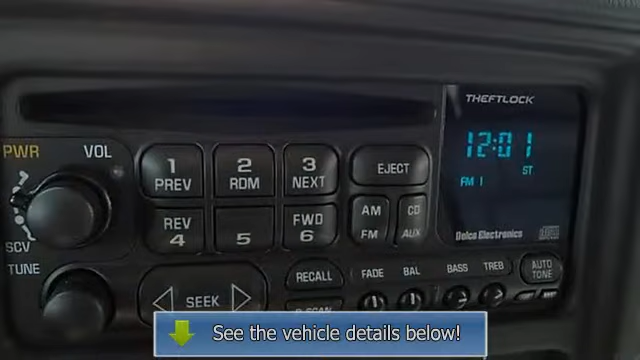 THEFTLOCK
PWR VOL
12:01
ST
FM 1
1 PREV
2 RDM
3 NEXT
EJECT
REV 4
5
FWD 6
AM FM
CD AUX
Delco Electronics
SCV
TUNE
SEEK
RECALL
FADE BAL BASS TREB
AUTO TONE
See the vehicle details below!